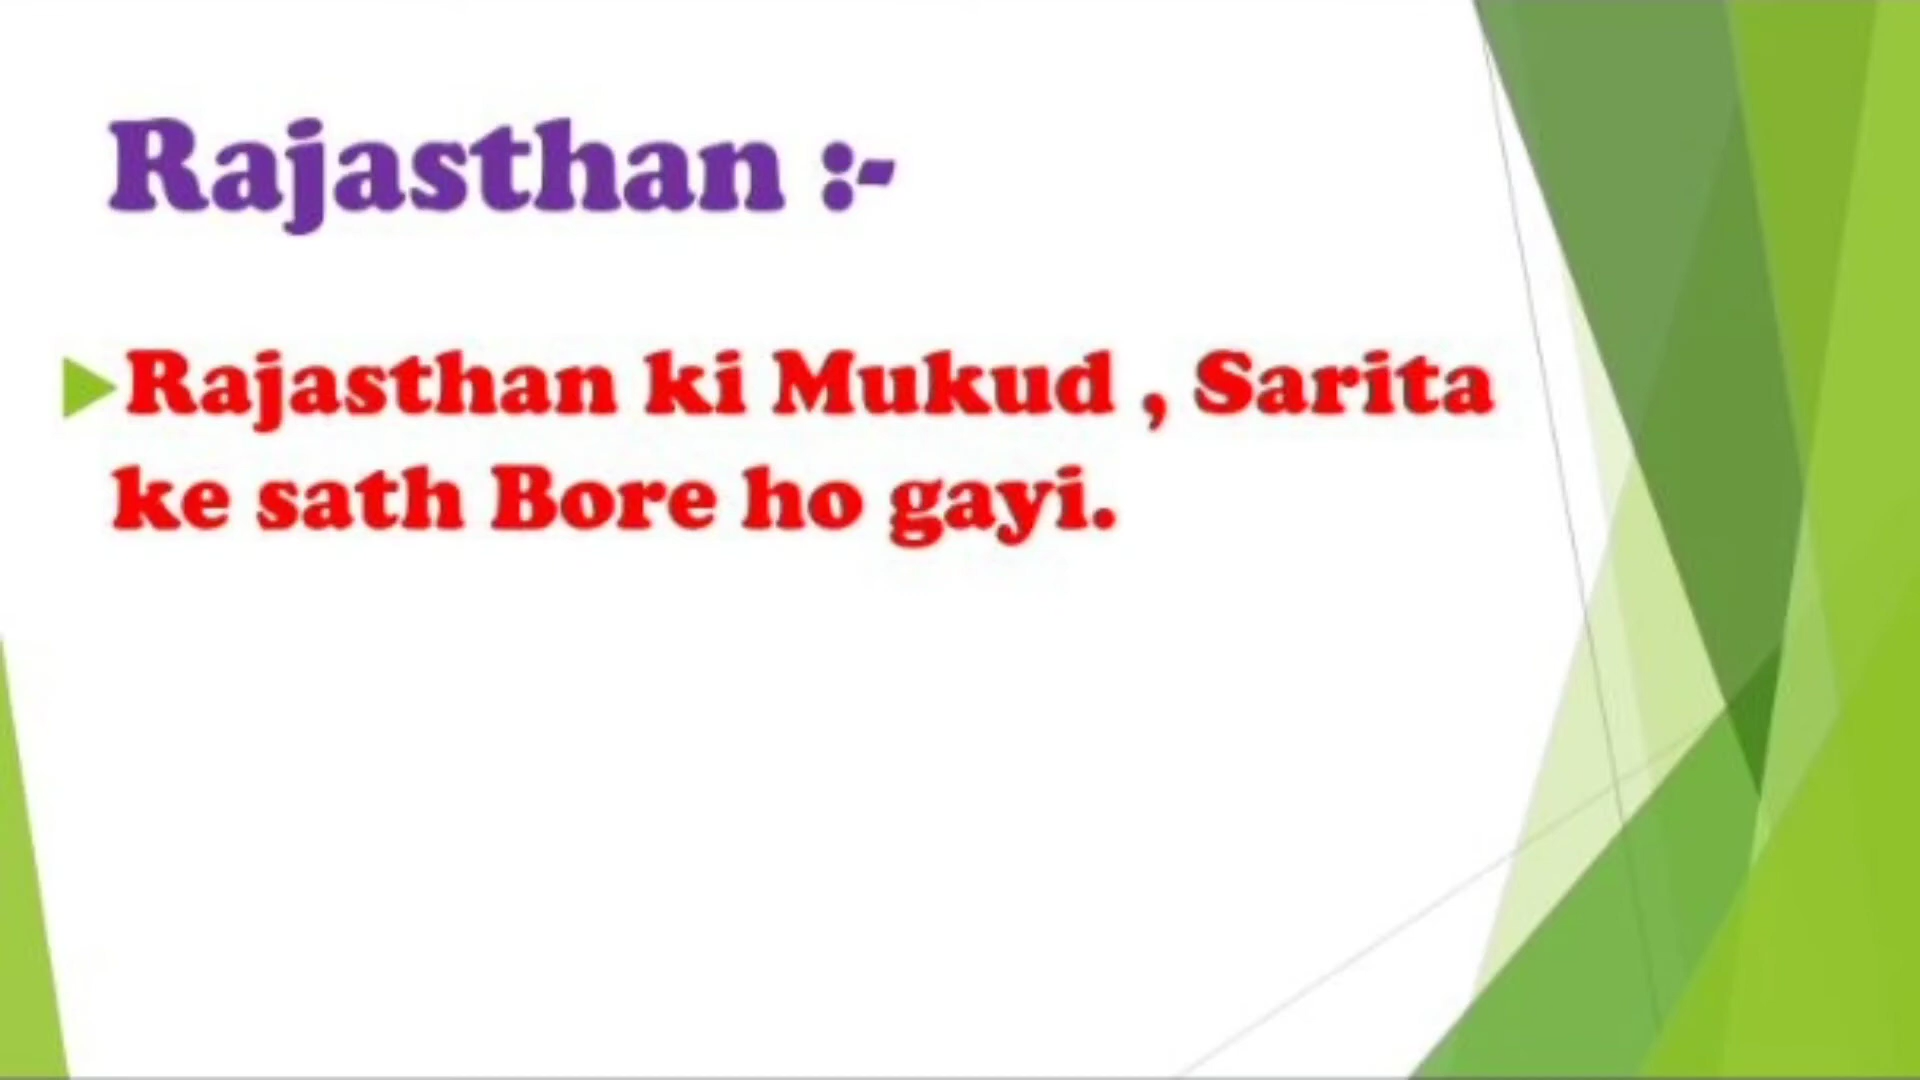 Rajasthan :-
Rajasthan ki Mukud , Sarita
ke sath Bore ho gayi.